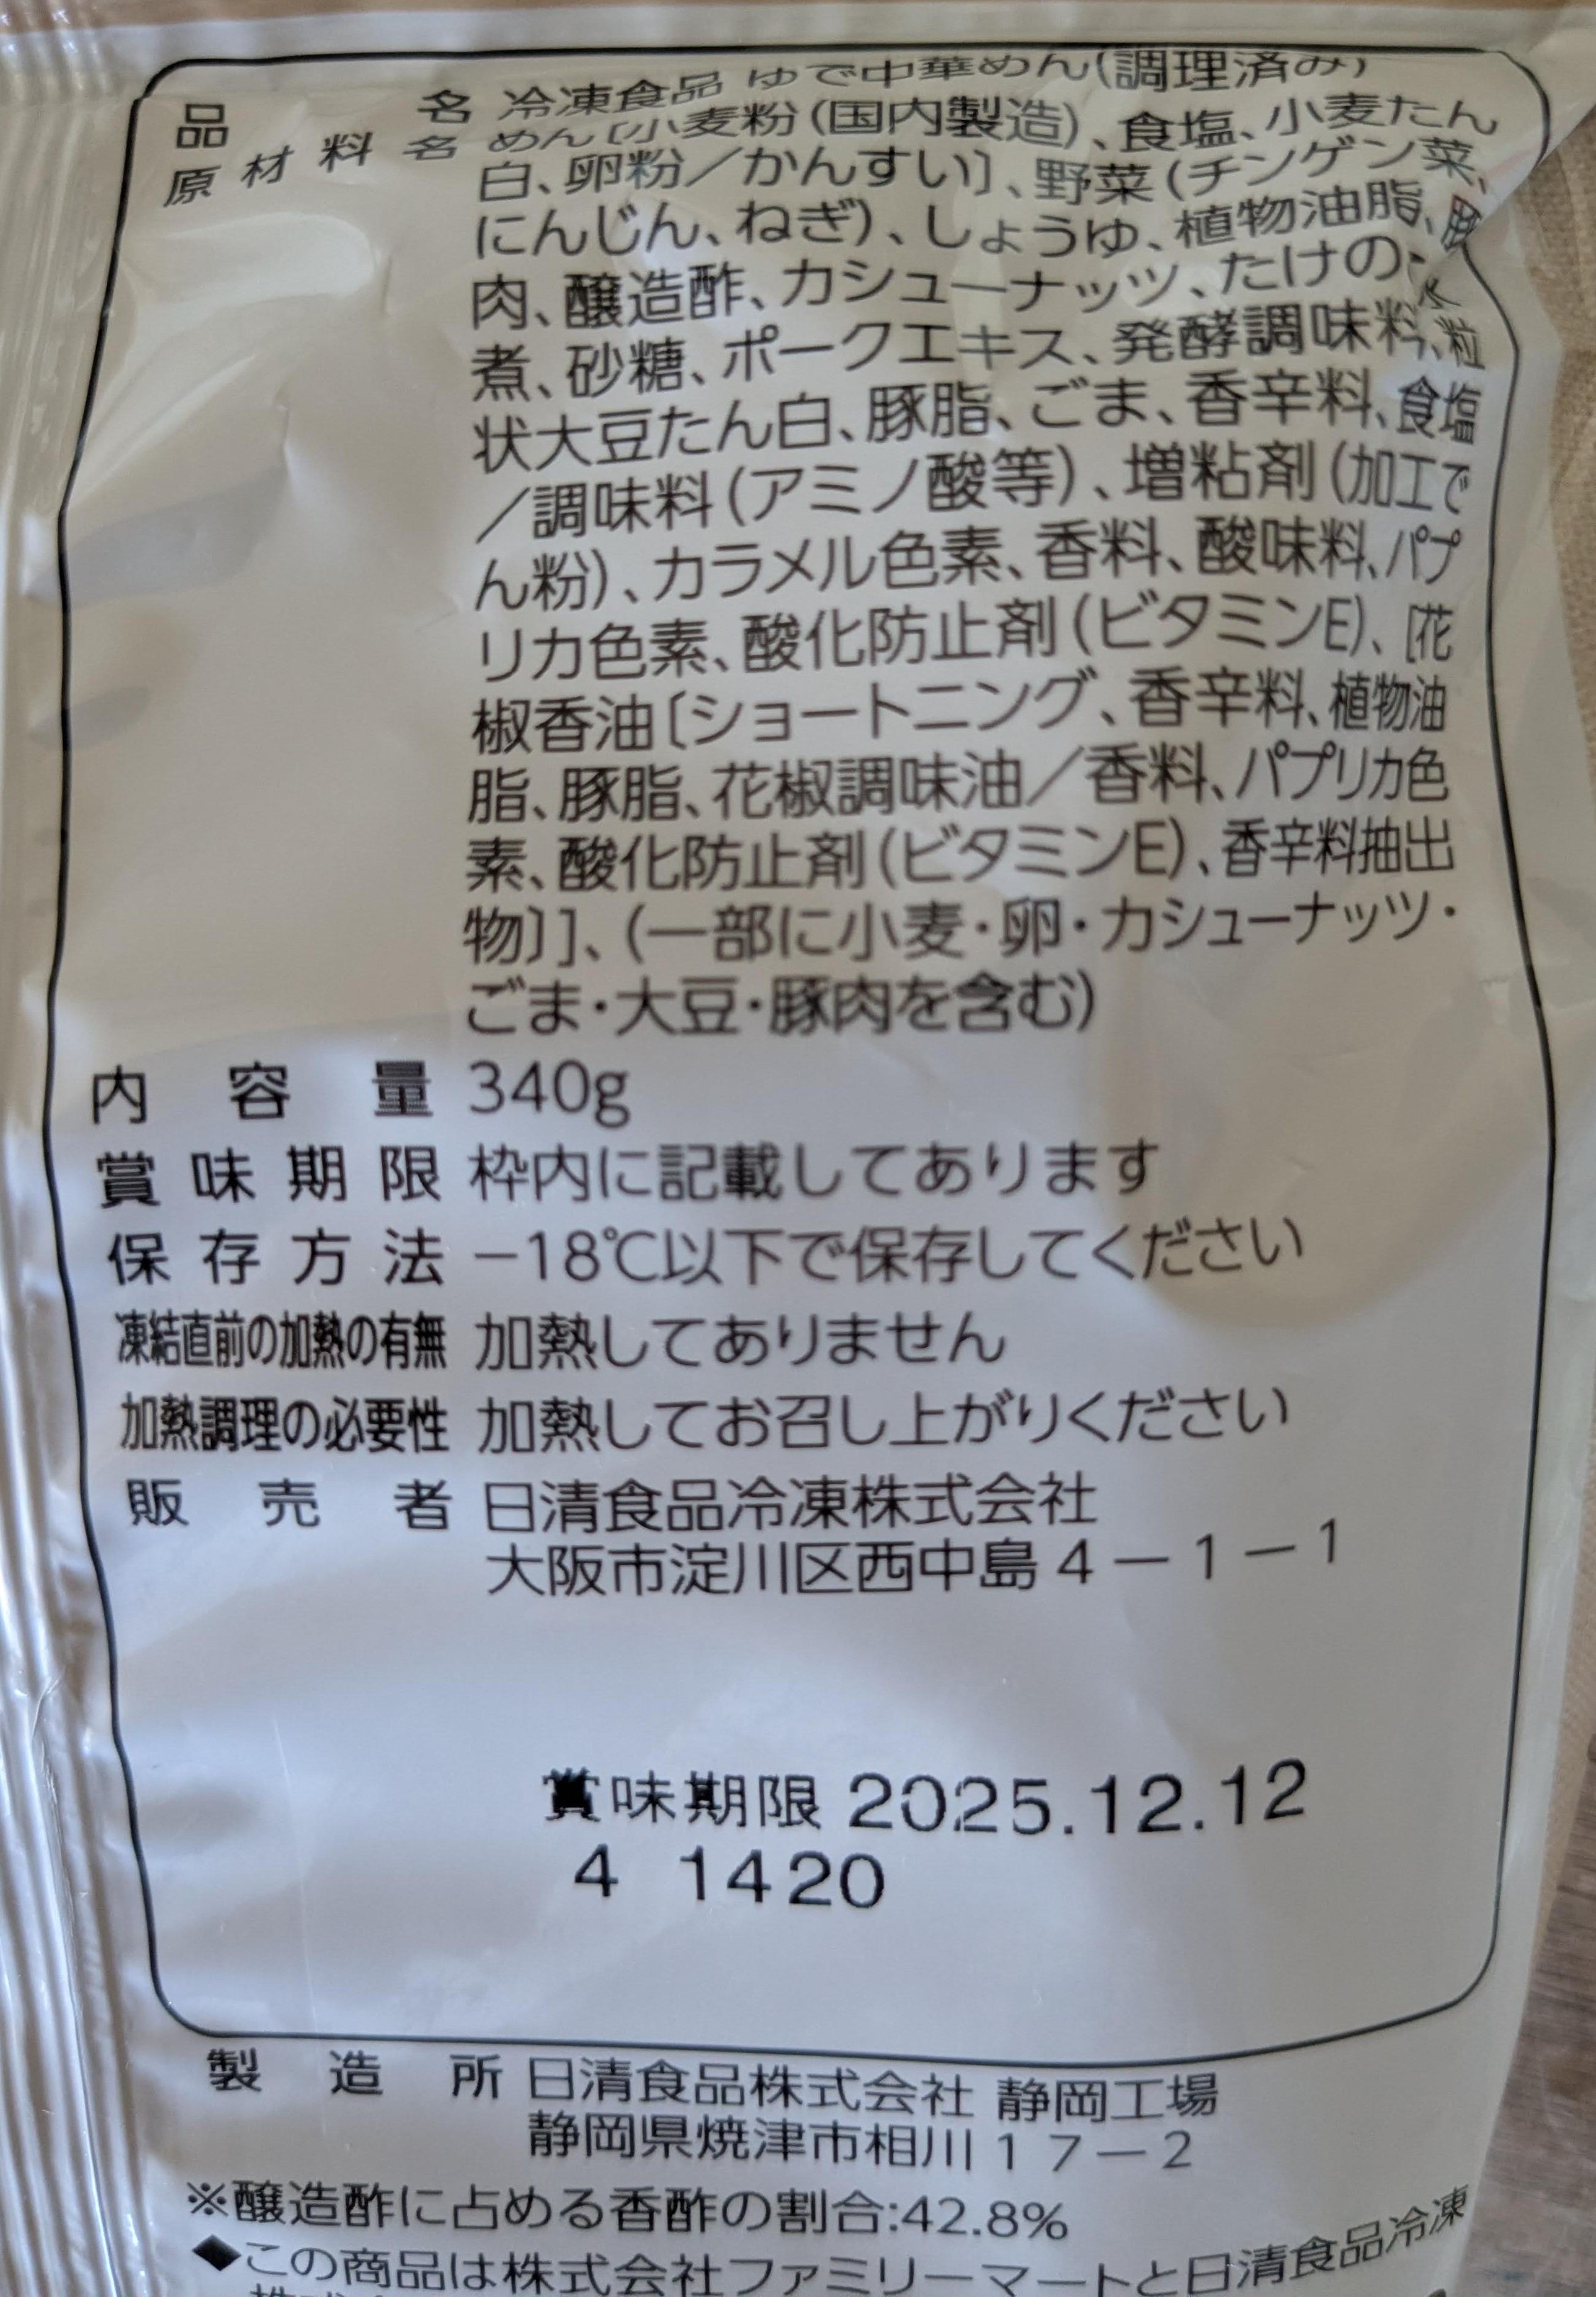 品名 冷凍食品 ゆで中華めん(調理済み)
原材料名 めん〔小麦粉(国内製造)、食塩、小麦たん
白、卵粉/かんすい〕、野菜(チンゲン菜、
にんじん、ねぎ)、しょうゆ、植物油脂、豚
肉、醸造酢、カシューナッツ、たけのこ水
煮、砂糖、ポークエキス、発酵調味料、粒
状大豆たん白、豚脂、ごま、香辛料、食塩
/調味料(アミノ酸等)、増粘剤(加工で
ん粉)、カラメル色素、香料、酸味料、パプ
リカ色素、酸化防止剤(ビタミンE)、[花
椒香油〔ショートニング、香辛料、植物油
脂、豚脂、花椒調味油/香料、パプリカ色
素、酸化防止剤(ビタミンE)、香辛料抽出
物〕]、(一部に小麦・卵・カシューナッツ・
ごま・大豆・豚肉を含む)
内容量 340g
賞味期限 枠内に記載してあります
保存方法 −18℃以下で保存してください
凍結直前の加熱の有無 加熱してありません
加熱調理の必要性 加熱してお召し上がりください
販売者 日清食品冷凍株式会社
大阪市淀川区西中島4−1−1
賞味期限 2025.12.12
4 1420
製造所 日清食品株式会社 静岡工場
静岡県焼津市相川17−2
※醸造酢に占める香酢の割合:42.8%
◆この商品は株式会社ファミリーマートと日清食品冷凍